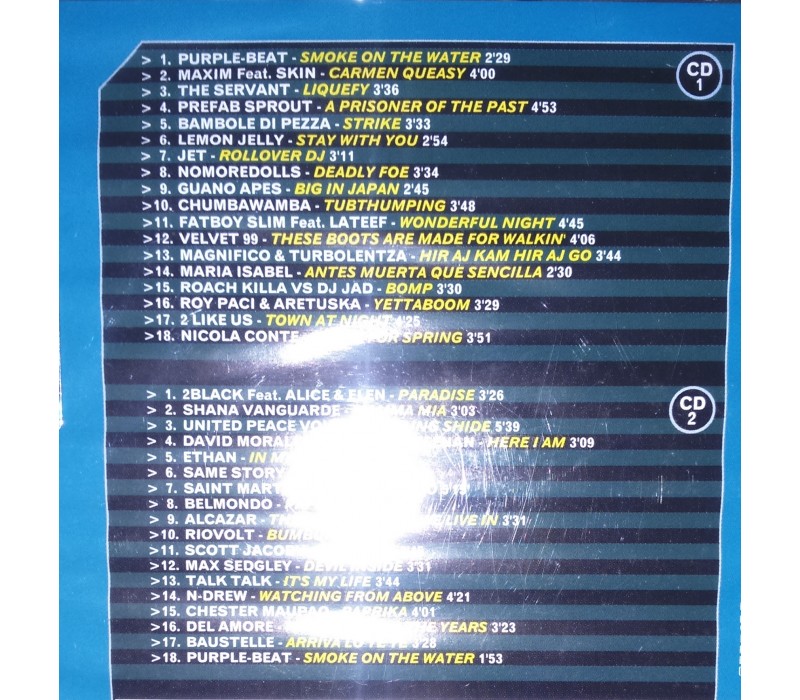 > 1. PURPLE-BEAT - SMOKE ON THE WATER 2'29
> 2. MAXIM Feat. SKIN - CARMEN QUEASY 4'00
> 3. THE SERVANT - LIQUEFY 3'36
> 4. PREFAB SPROUT - A PRISONER OF THE PAST 4'53
> 5. BAMBOLE DI PEZZA - STRIKE 3'33
> 6. LEMON JELLY - STAY WITH YOU 2'54
> 7. JET - ROLLOVER DJ 3'11
> 8. NOMOREDOLLS - DEADLY FOE 3'34
> 9. GUANO APES - BIG IN JAPAN 2'45
>10. CHUMBAWAMBA - TUBTHUMPING 3'48
>11. FATBOY SLIM Feat. LATEEF - WONDERFUL NIGHT 4'45
>12. VELVET 99 - THESE BOOTS ARE MADE FOR WALKIN' 4'06
>13. MAGNIFICO & TURBOLENTZA - HIR AJ KAM HIR AJ GO 3'44
>14. MARIA ISABEL - ANTES MUERTA QUE SENCILLA 2'30
>15. ROACH KILLA VS DJ JAD - BOMP 3'30
>16. ROY PACI & ARETUSKA - YETTABOOM 3'29
>17. 2 LIKE US - TOWN AT NIGHT 4'25
>18. NICOLA CONTE - FOR SPRING 3'51
CD
1
> 1. 2BLACK Feat. ALICE & ELEN - PARADISE 3'26
> 2. SHANA VANGUARDE - MIA 3'03
> 3. UNITED PEACE SHIDE 5'39
> 4. DAVID - HERE I AM 3'09
> 5. ETHAN - IN
> 6. SAME STORY
> 7. SAINT
> 8. BELMONDO -
> 9. ALCAZAR - LIVE IN 3'31
>10. RIOVOLT -
>11. SCOTT
>12. MAX SEDGLEY - DEVIL INSIDE 3'31
>13. TALK TALK - IT'S MY LIFE 3'44
>14. N-DREW - WATCHING FROM ABOVE 4'21
>15. CHESTER - PAPRIKA 4'01
>16. DEL AMORE - YEARS 3'23
>17. BAUSTELLE - ARRIVA 3'28
>18. PURPLE-BEAT - SMOKE ON THE WATER 1'53
CD
2